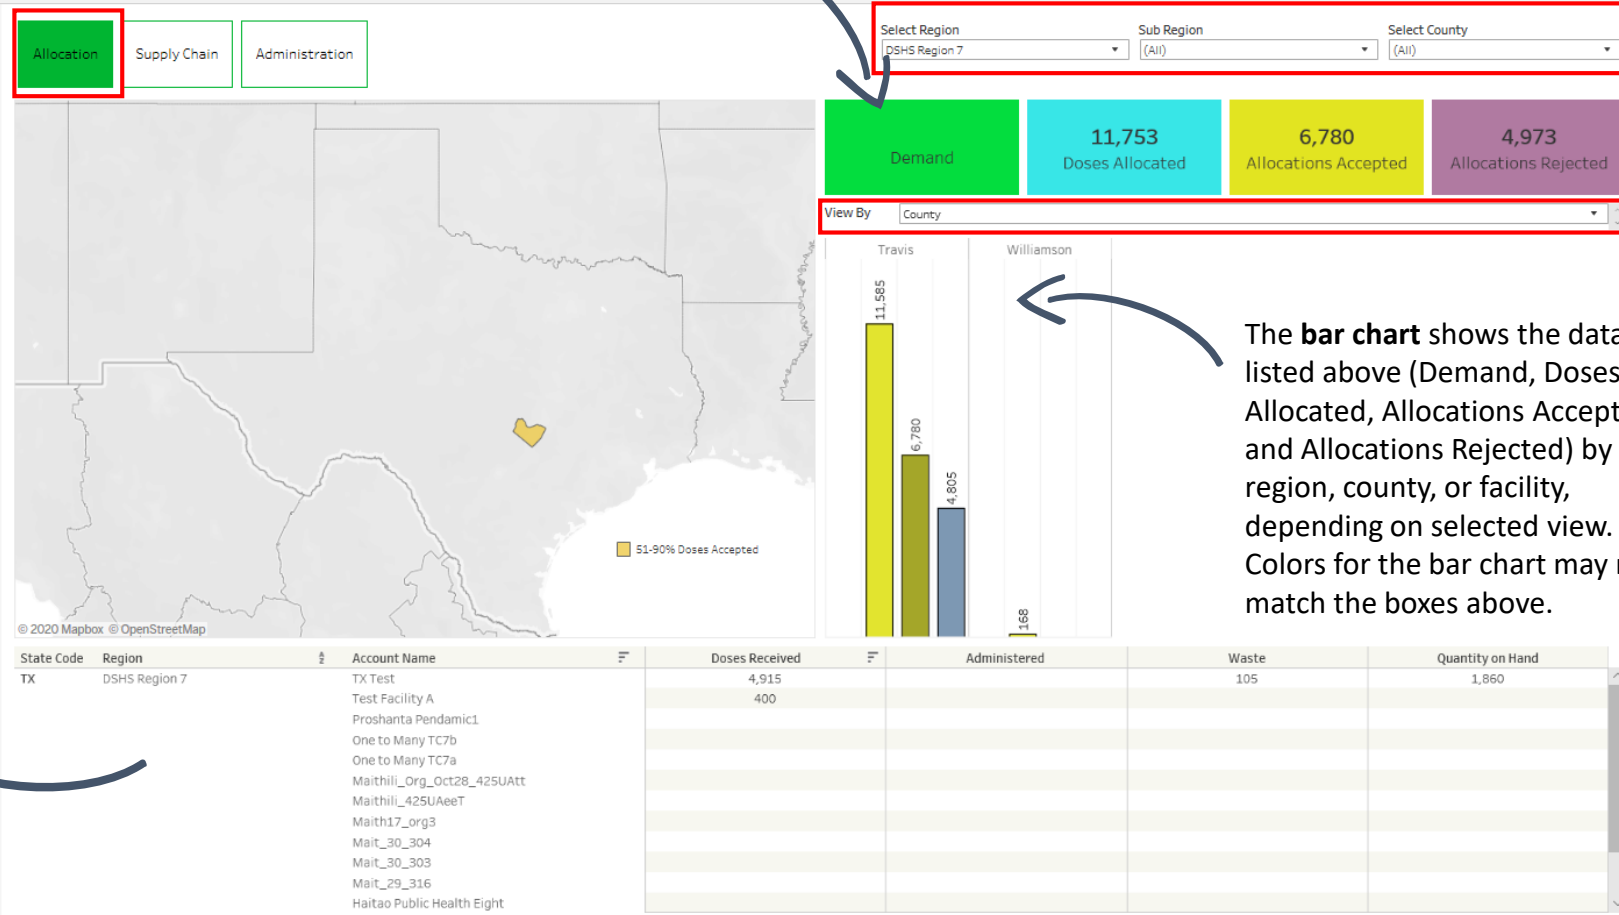 Allocation
Supply Chain
Administration
Select Region
Sub Region
Select County
DSHS Region 7
(All)
(All)
Demand
11,753
Doses Allocated
6,780
Allocations Accepted
4,973
Allocations Rejected
View By
County
Travis
Williamson
11,585
6,780
4,805
168
The bar chart shows the data
listed above (Demand, Doses
Allocated, Allocations Accept
and Allocations Rejected) by
region, county, or facility,
depending on selected view.
Colors for the bar chart may
match the boxes above.
51-90% Doses Accepted
© 2020 Mapbox © OpenStreetMap
State Code Region Account Name Doses Received Administered Waste Quantity on Hand
TX DSHS Region 7 TX Test 4,915 105 1,860
Test Facility A 400
Proshanta Pendamic1
One to Many TC7b
One to Many TC7a
Maithili_Org_Oct28_425UAtt
Maithili_425UAeeT
Maith17_org3
Mait_30_304
Mait_30_303
Mait_29_316
Haitao Public Health Eight